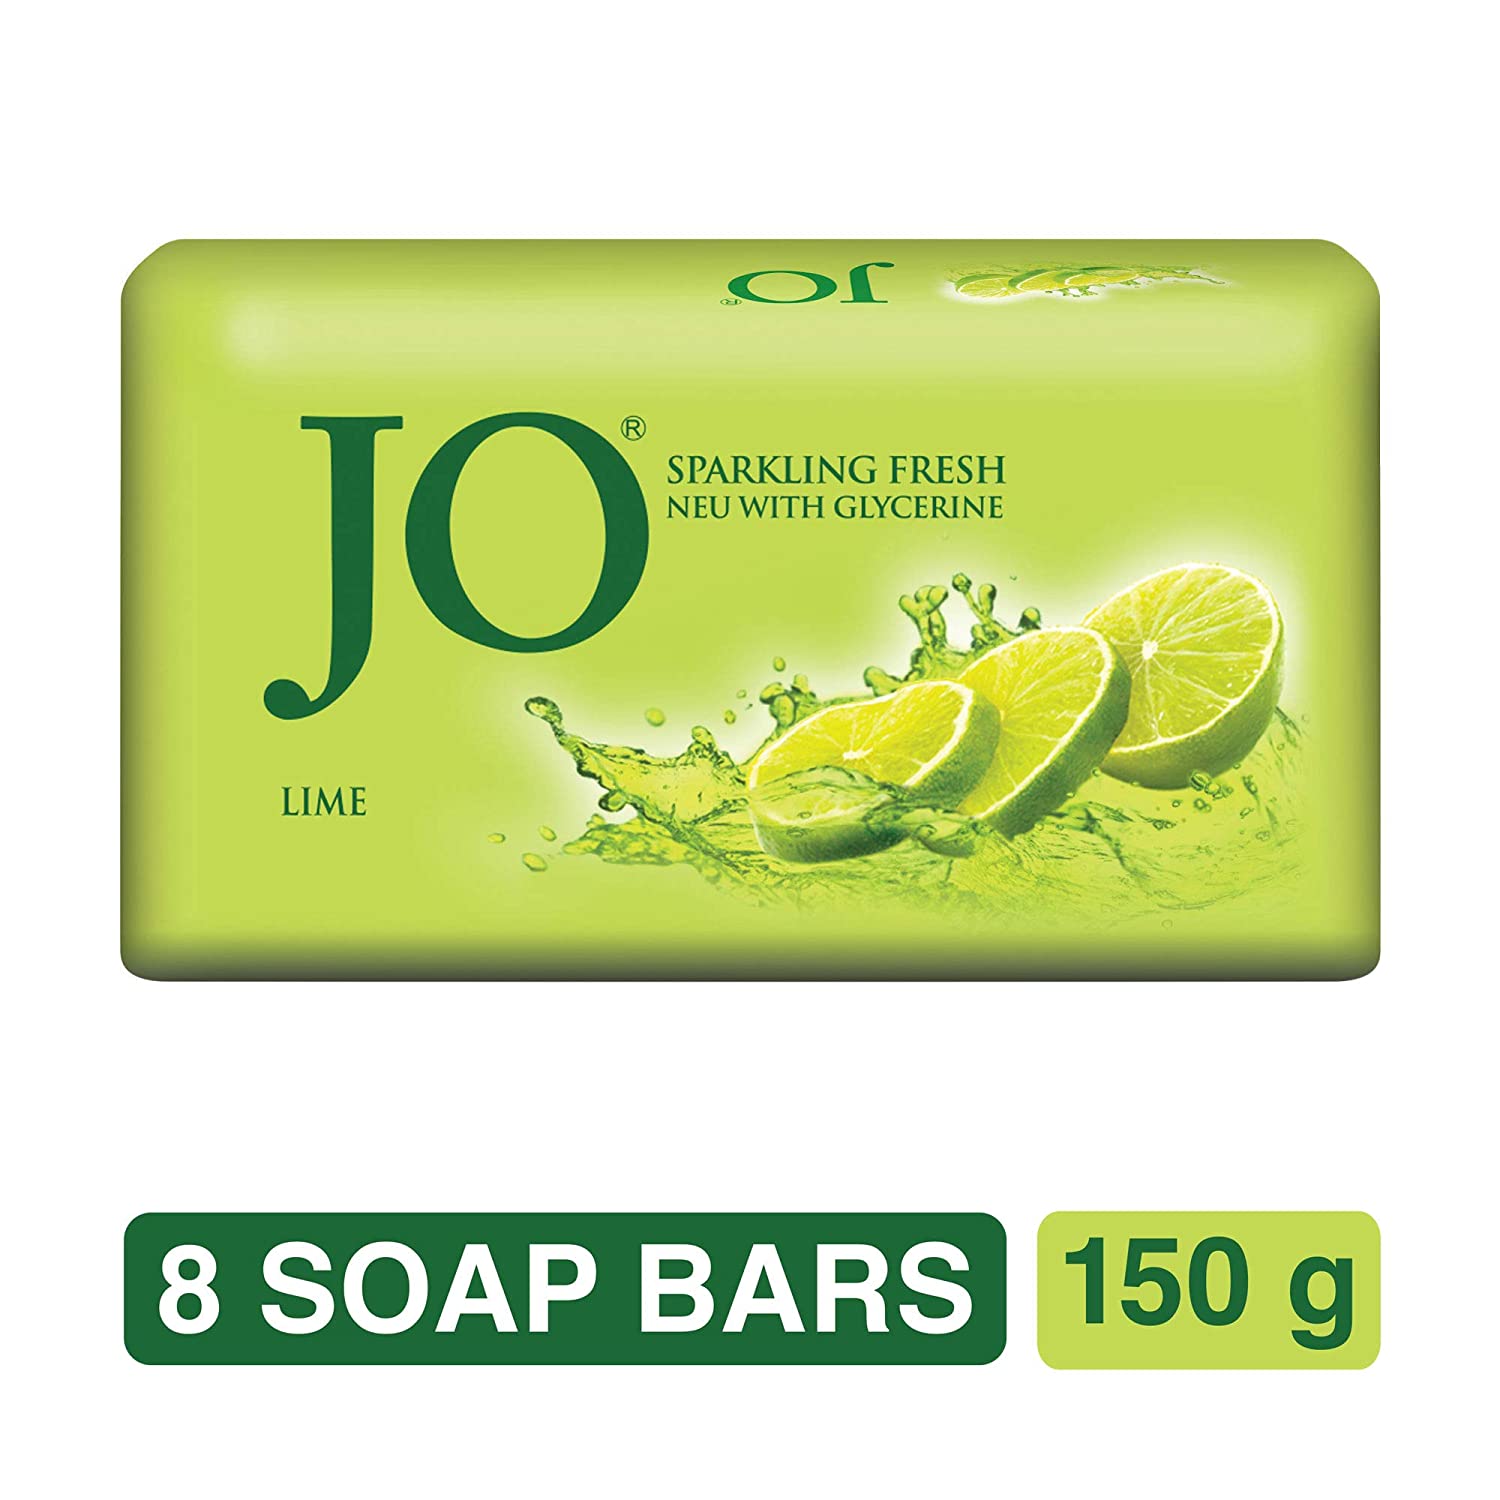 JO
JO® SPARKLING FRESH
NEU WITH GLYCERINE
LIME
8 SOAP BARS 150 g